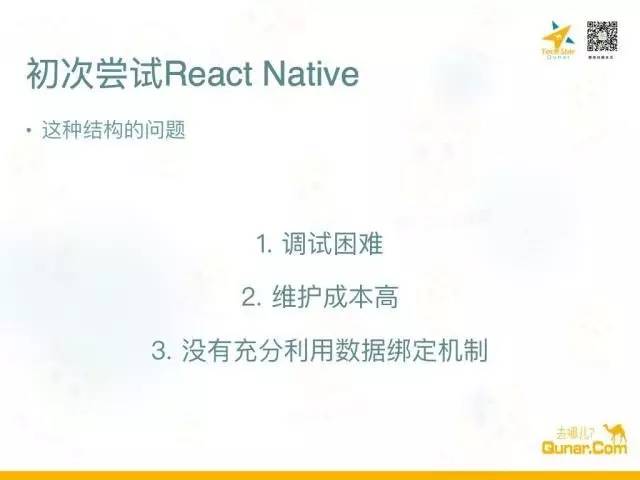 Tech Star
Qunar
初次尝试React Native
• 这种结构的问题
1. 调试困难
2. 维护成本高
3. 没有充分利用数据绑定机制
去哪儿?
Qunar.Com